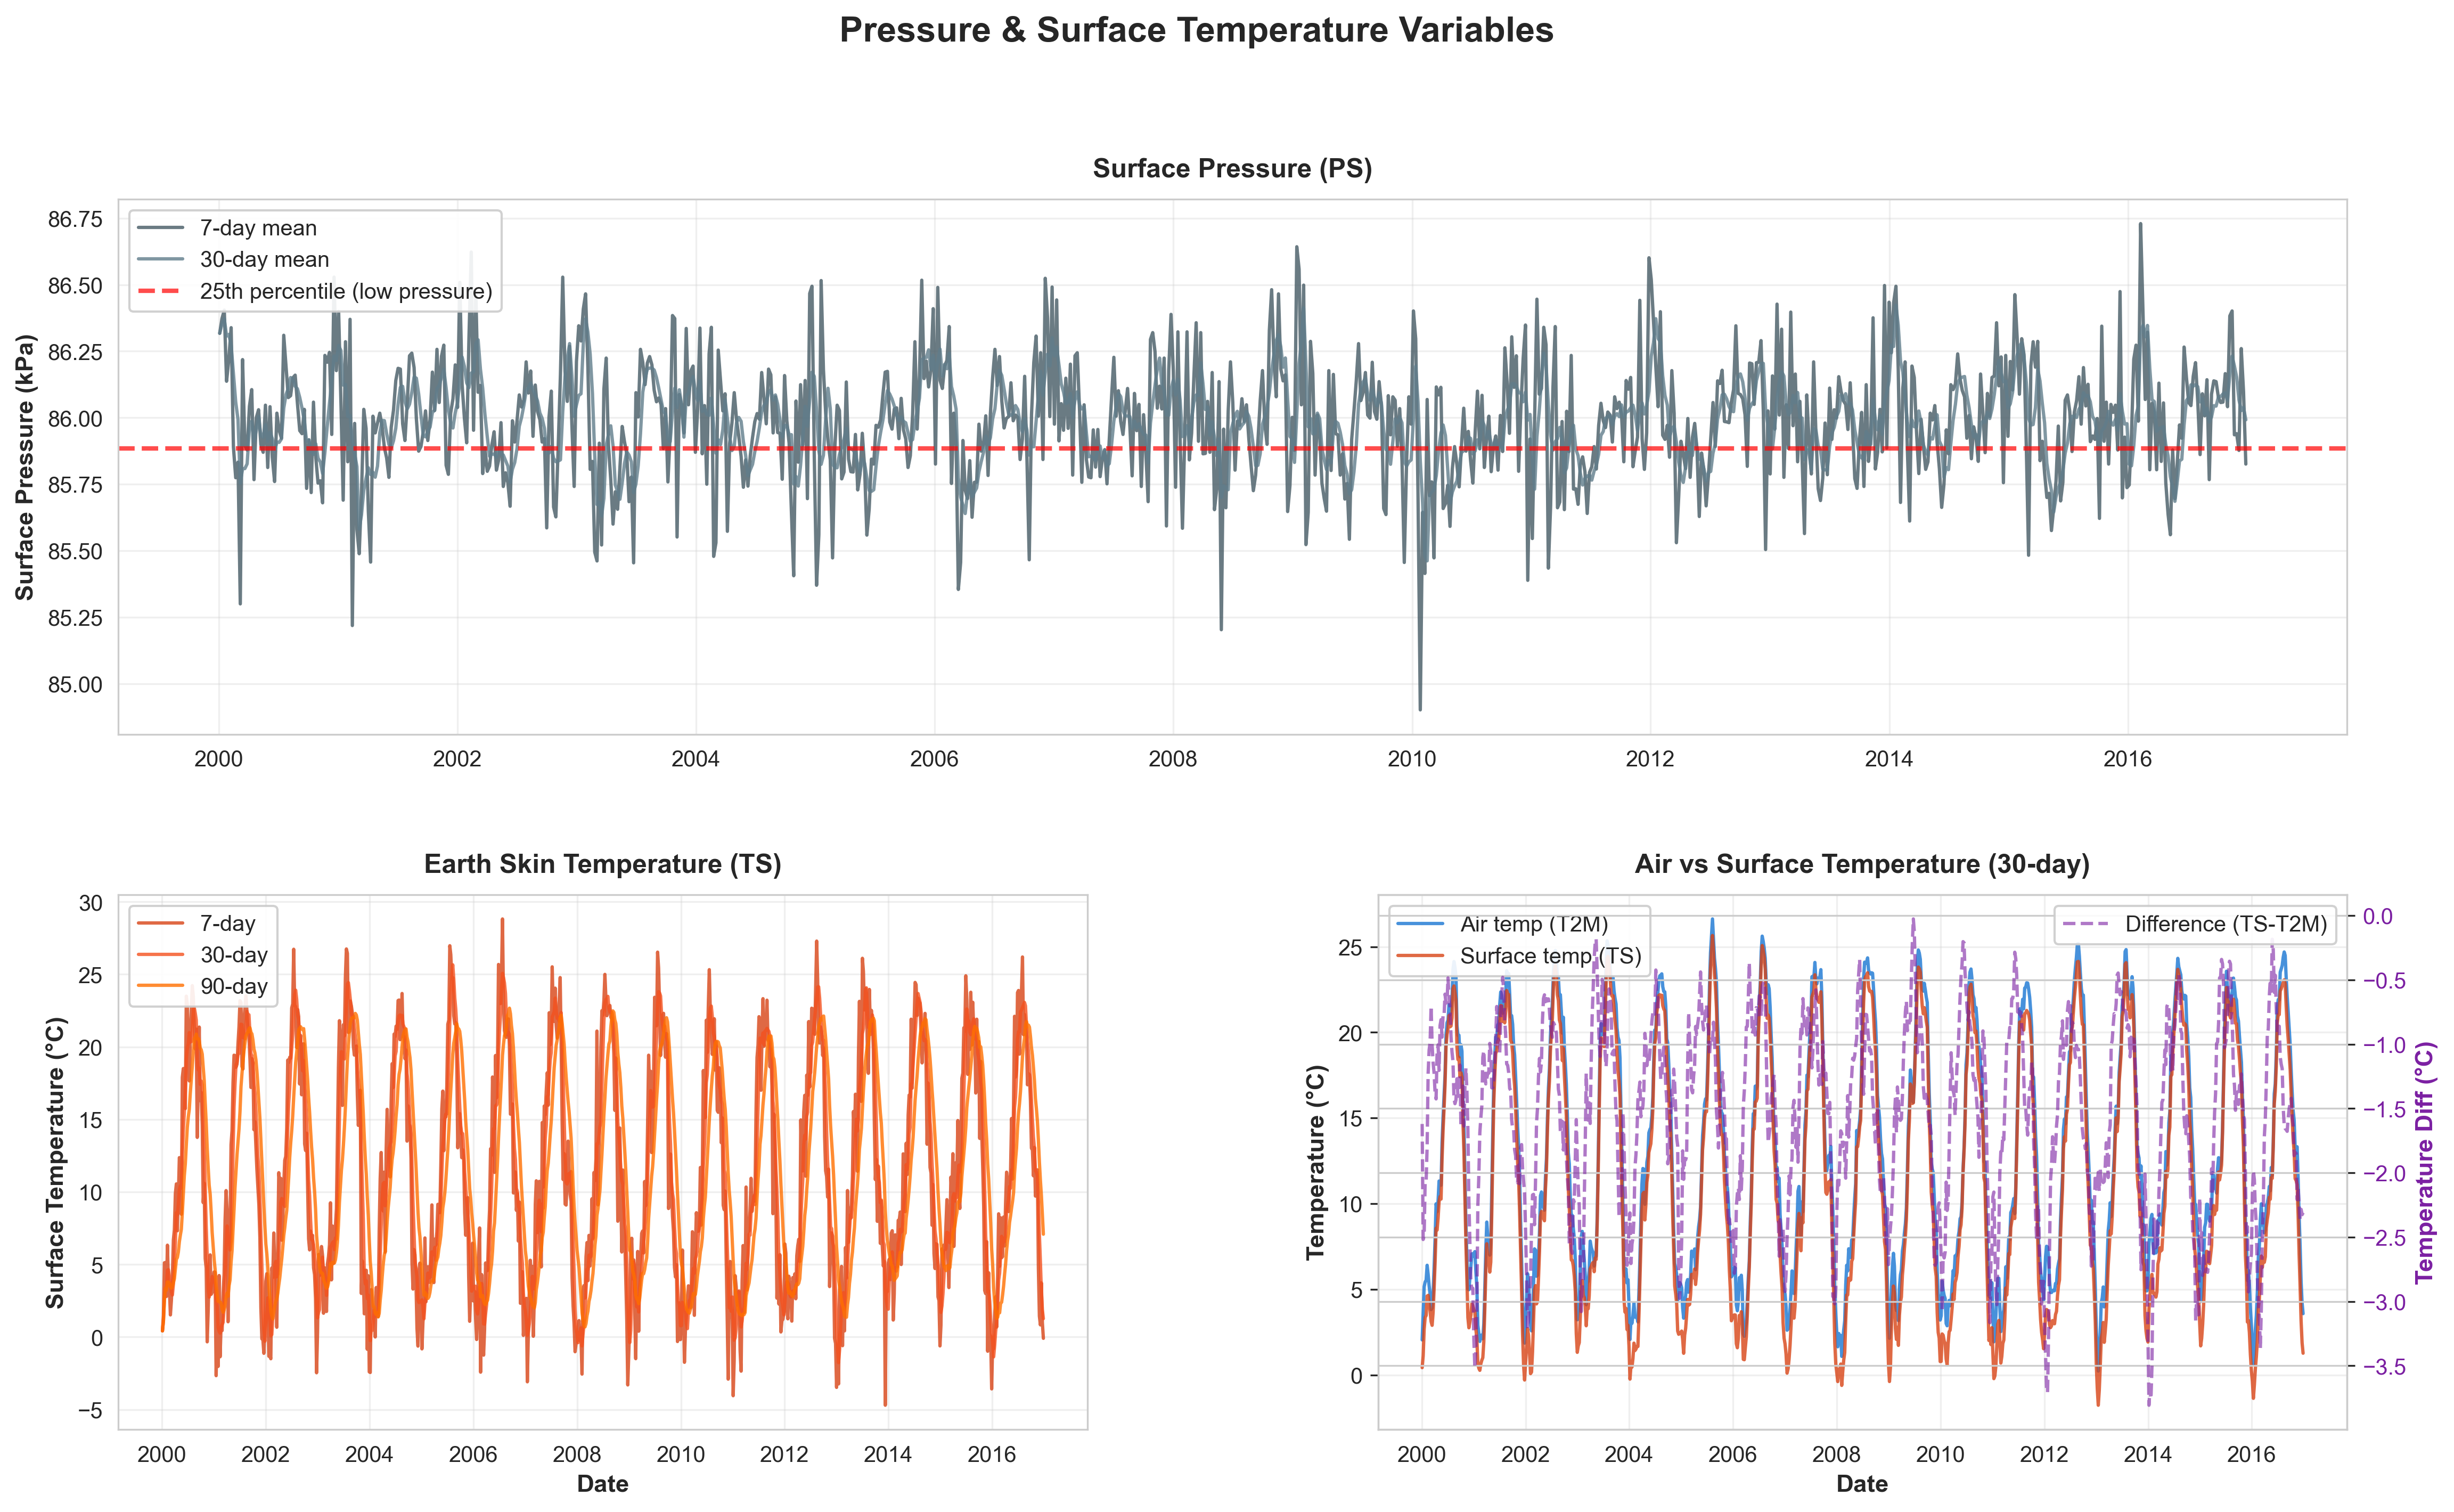 Pressure & Surface Temperature Variables
Surface Pressure (PS)
7-day mean
30-day mean
25th percentile (low pressure)
Surface Pressure (kPa)
86.75
86.50
86.25
86.00
85.75
85.50
85.25
85.00
2000 2002 2004 2006 2008 2010 2012 2014 2016
Earth Skin Temperature (TS)
7-day
30-day
90-day
Surface Temperature (°C)
30
25
20
15
10
5
0
−5
2000 2002 2004 2006 2008 2010 2012 2014 2016
Date
Air vs Surface Temperature (30-day)
Air temp (T2M)
Surface temp (TS)
Difference (TS-T2M)
Temperature (°C)
25
20
15
10
5
0
0.0
−0.5
−1.0
−1.5
−2.0
−2.5
−3.0
−3.5
Temperature Diff (°C)
2000 2002 2004 2006 2008 2010 2012 2014 2016
Date